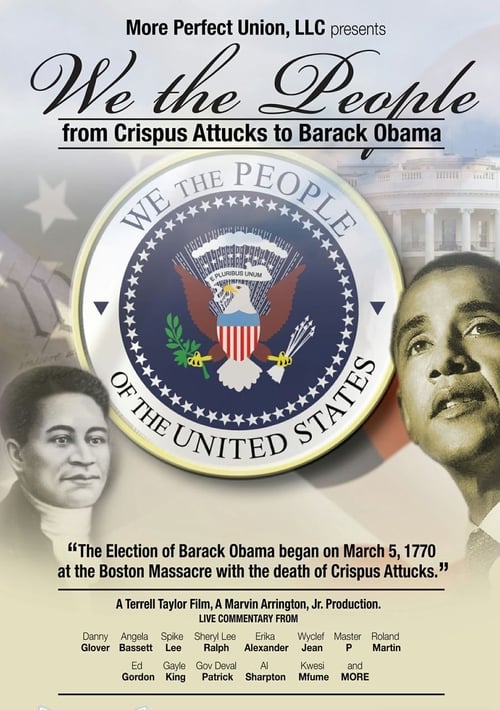 More Perfect Union, LLC presents
We the People
from Crispus Attucks to Barack Obama
WE THE PEOPLE
E PLURIBUS UNUM
OF THE UNITED STATES
“The Election of Barack Obama began on March 5, 1770
at the Boston Massacre with the death of Crispus Attucks.”
A Terrell Taylor Film, A Marvin Arrington, Jr. Production.
LIVE COMMENTARY FROM
Danny Angela Spike Sheryl Lee Erika Wyclef Master Roland
Glover Bassett Lee Ralph Alexander Jean P Martin
Ed Gayle Gov Deval Al Kwesi and
Gordon King Patrick Sharpton Mfume MORE